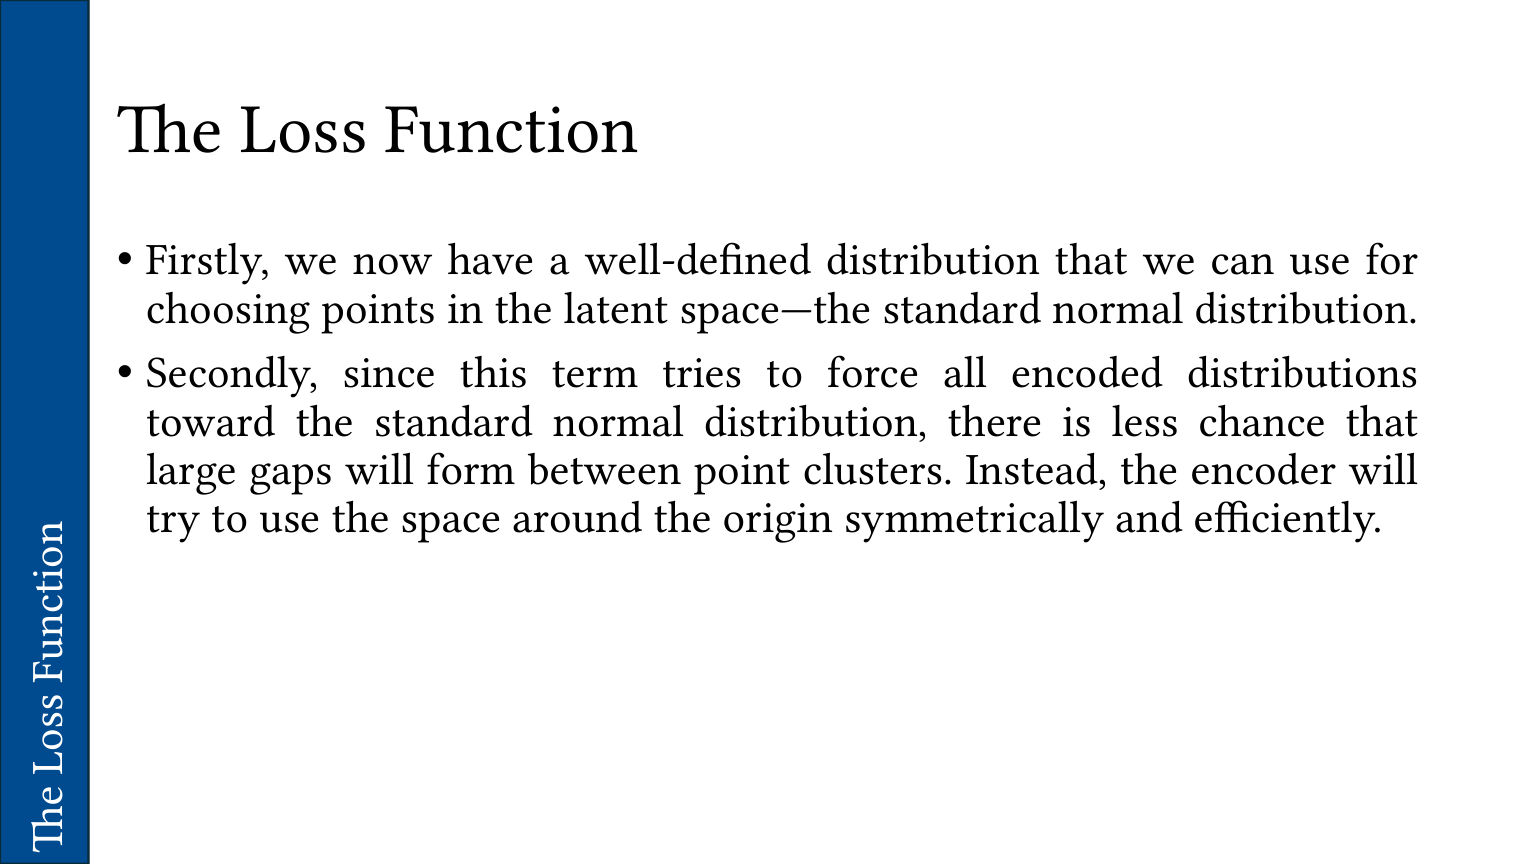 The Loss Function
• Firstly, we now have a well-defined distribution that we can use for
choosing points in the latent space—the standard normal distribution.
• Secondly, since this term tries to force all encoded distributions
toward the standard normal distribution, there is less chance that
large gaps will form between point clusters. Instead, the encoder will
try to use the space around the origin symmetrically and efficiently.
The Loss Function